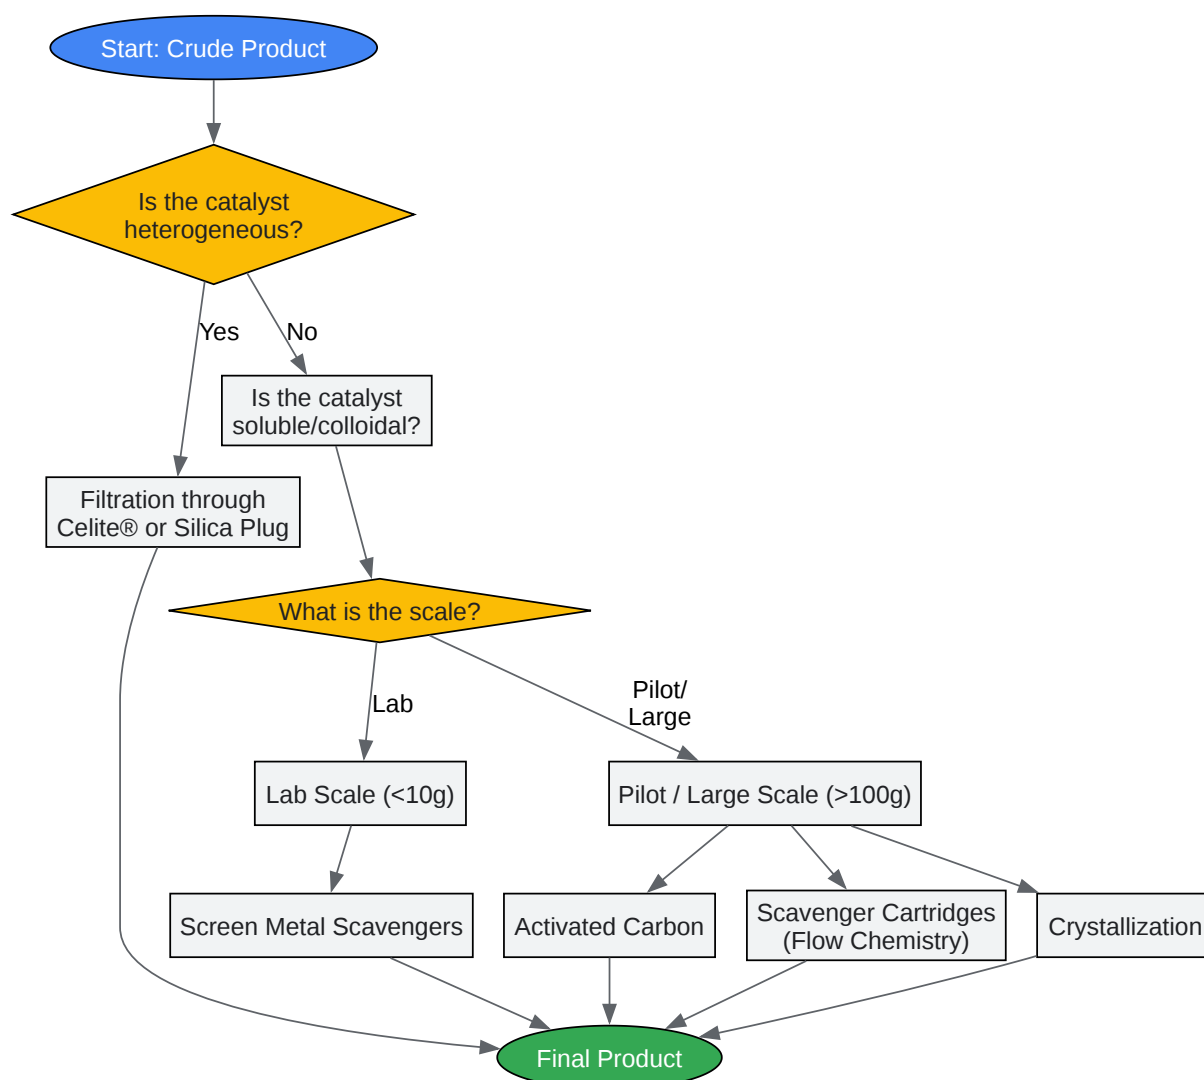 Start: Crude Product
Is the catalyst
heterogeneous?
Yes
No
Is the catalyst
soluble/colloidal?
Filtration through
Celite® or Silica Plug
What is the scale?
Lab
Pilot/
Large
Lab Scale (<10g)
Pilot / Large Scale (>100g)
Screen Metal Scavengers
Activated Carbon
Scavenger Cartridges
(Flow Chemistry)
Crystallization
Final Product